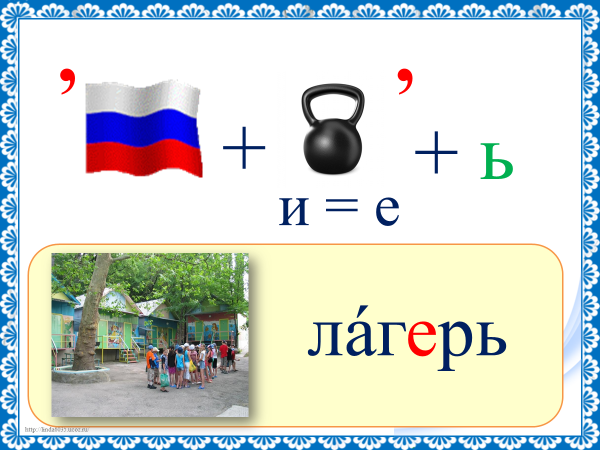 , + , + ь
и = е
ла́герь